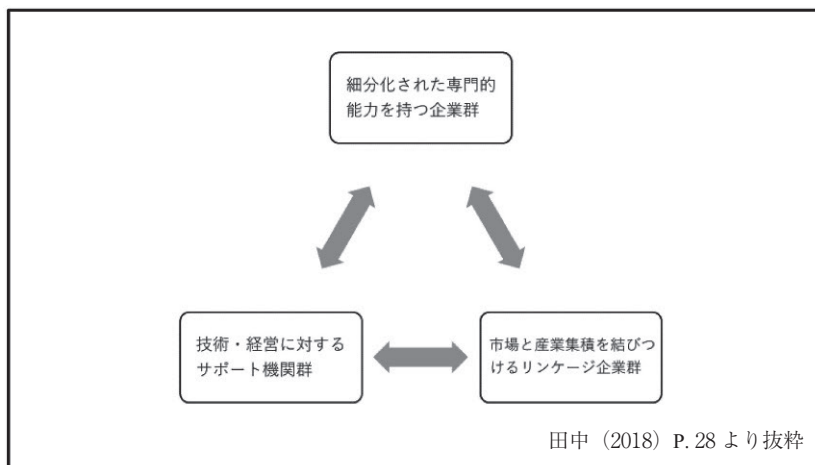 細分化された専門的
能力を持つ企業群
技術・経営に対する
サポート機関群
市場と産業集積を結びつ
けるリンケージ企業群
田中（2018）P. 28 より抜粋